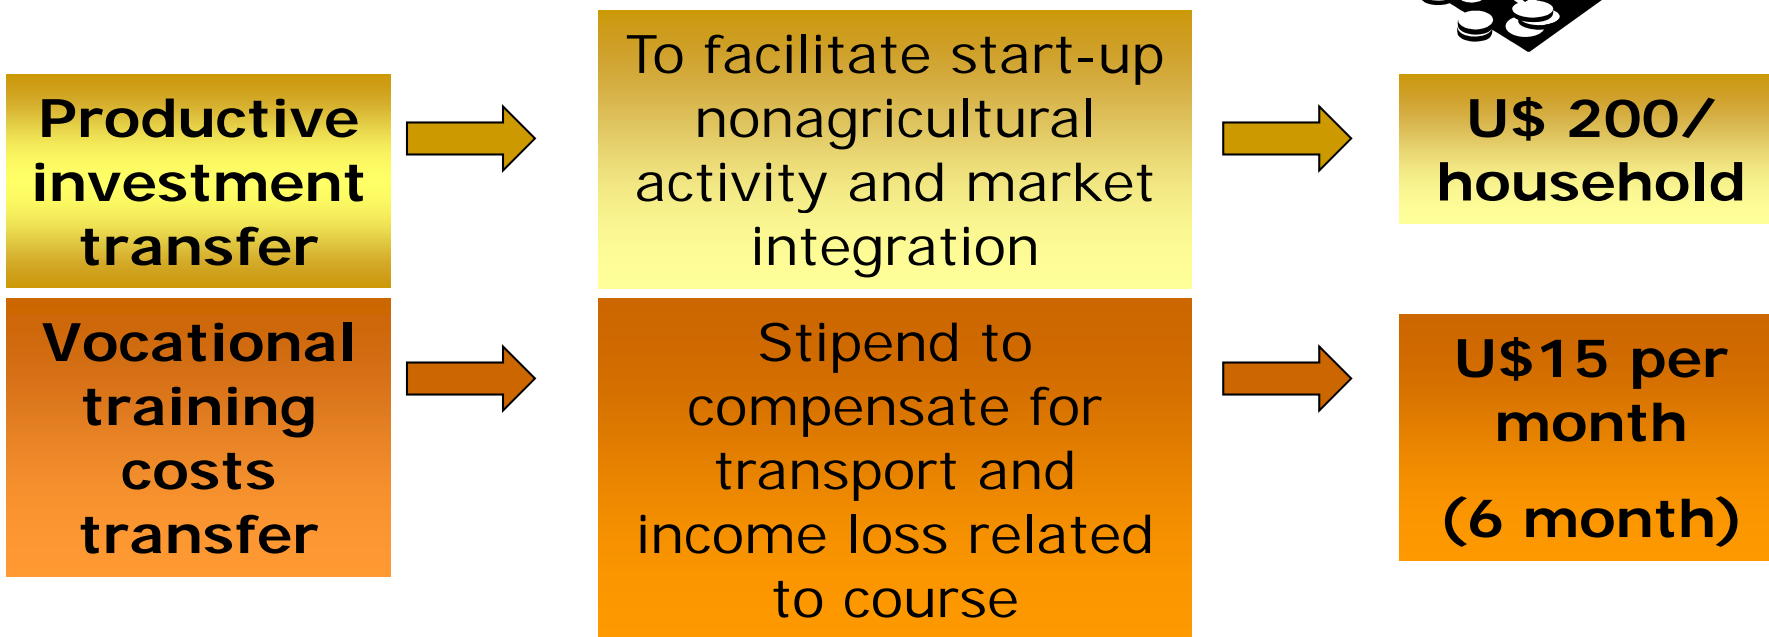 Productive
investment
transfer
To facilitate start-up
nonagricultural
activity and market
integration
U$ 200/
household
Vocational
training
costs
transfer
Stipend to
compensate for
transport and
income loss related
to course
U$15 per
month
(6 month)